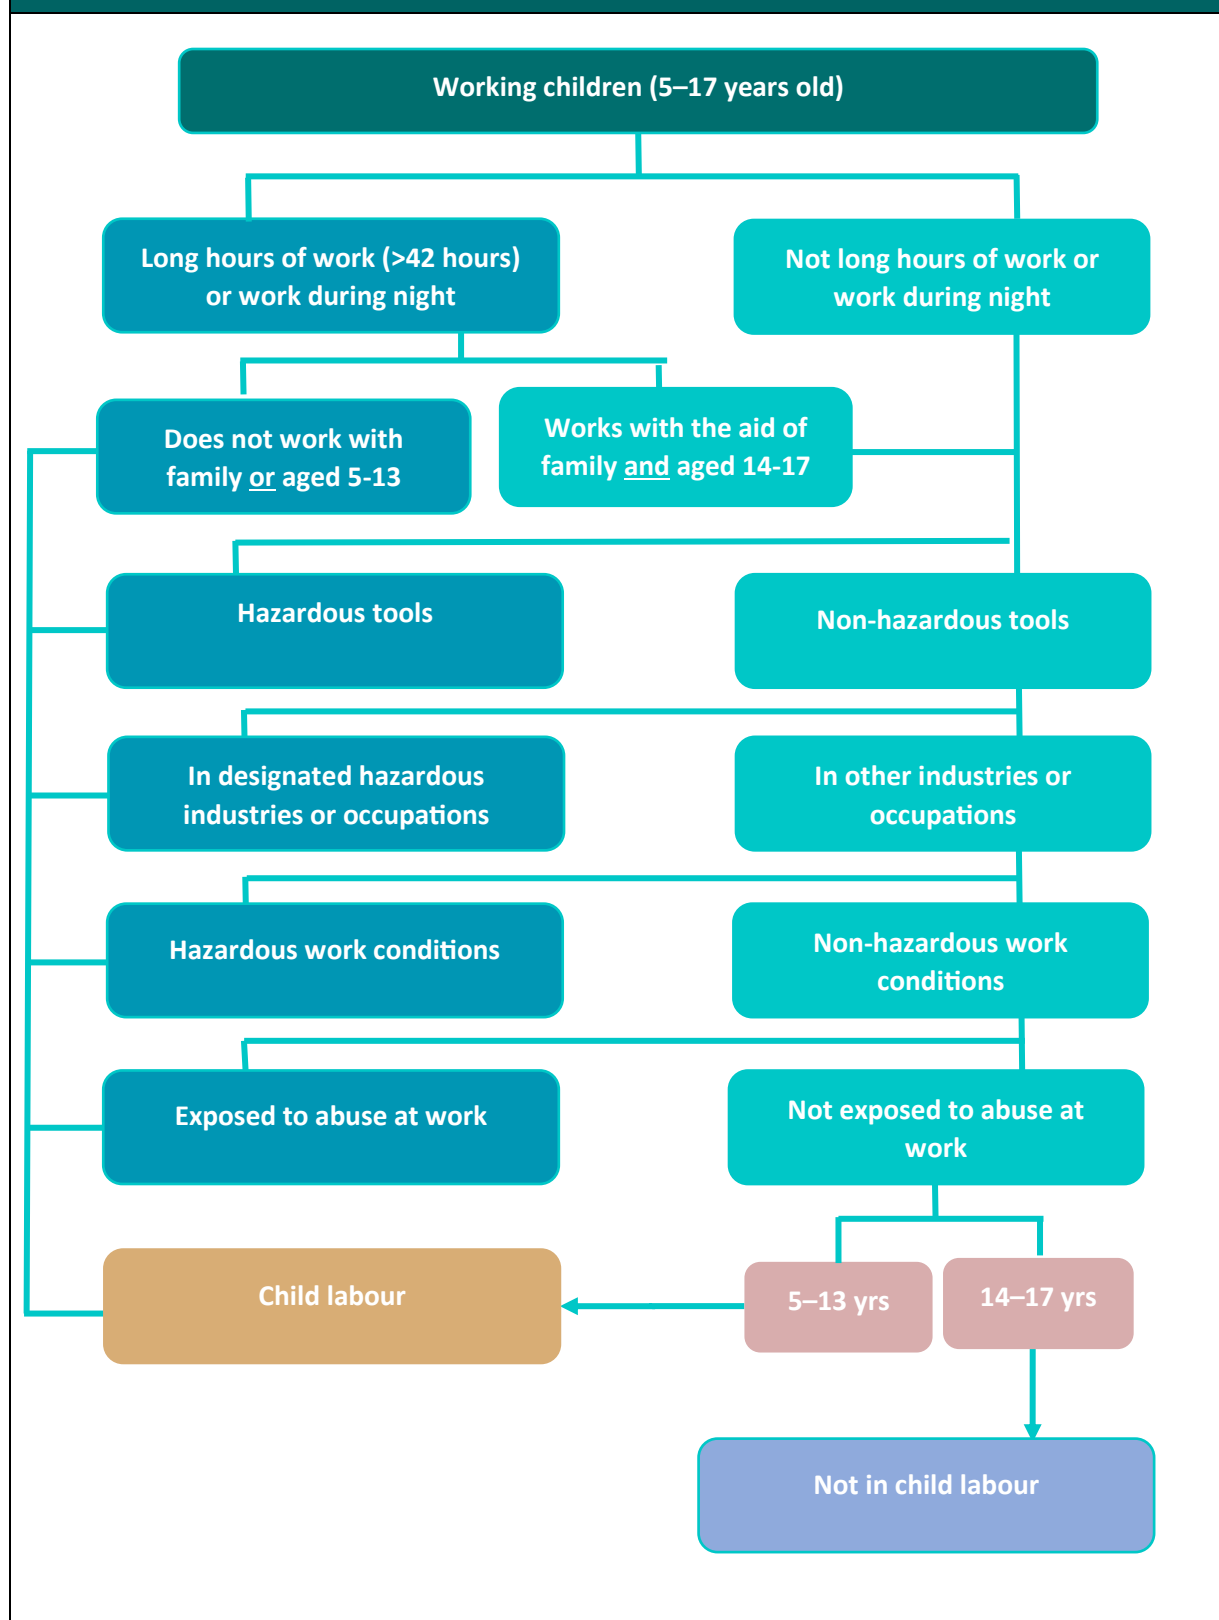 Working children (5–17 years old)
Long hours of work (>42 hours)
or work during night
Not long hours of work or
work during night
Does not work with
family or aged 5-13
Works with the aid of
family and aged 14-17
Hazardous tools
Non-hazardous tools
In designated hazardous
industries or occupations
In other industries or
occupations
Hazardous work conditions
Non-hazardous work
conditions
Exposed to abuse at work
Not exposed to abuse at
work
Child labour
5–13 yrs
14–17 yrs
Not in child labour